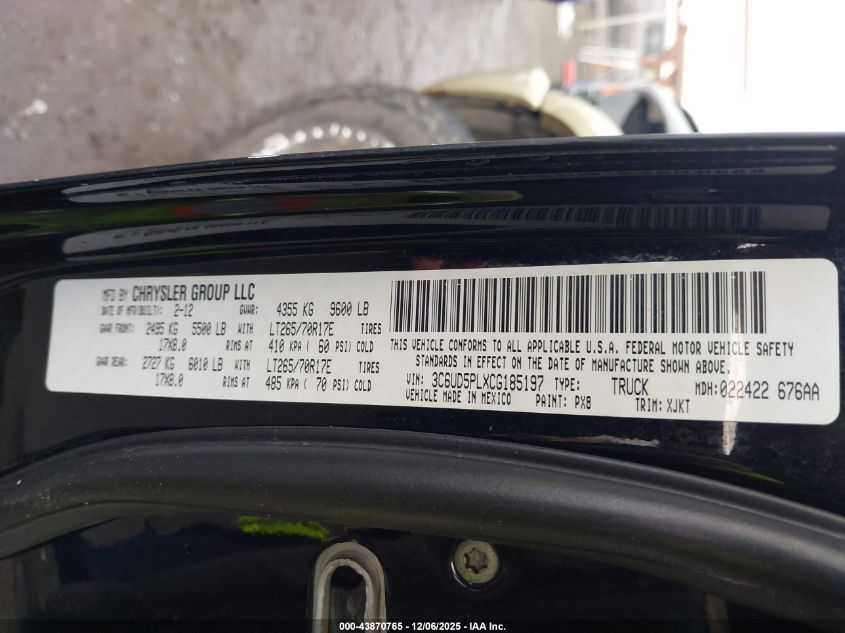 MFD BY CHRYSLER GROUP LLC
DATE OF MFR(BUILT): 2-12 GVWR: 4355 KG 9600 LB
GAWR FRONT: 2495 KG 5500 LB WITH LT265/70R17E TIRES
17X8.0 RIMS AT 410 KPA ( 60 PSI) COLD
GAWR REAR: 2727 KG 6010 LB WITH LT265/70R17E TIRES
17X8.0 RIMS AT 485 KPA ( 70 PSI) COLD
THIS VEHICLE CONFORMS TO ALL APPLICABLE U.S.A. FEDERAL MOTOR VEHICLE SAFETY
STANDARDS IN EFFECT ON THE DATE OF MANUFACTURE SHOWN ABOVE.
VIN: 3C6UD5PLXCG185197 TYPE: TRUCK MDH:022422 676AA
VEHICLE MADE IN MEXICO PAINT: PX8 TRIM: XJKT
000-43870765 - 12/06/2025 - IAA Inc.